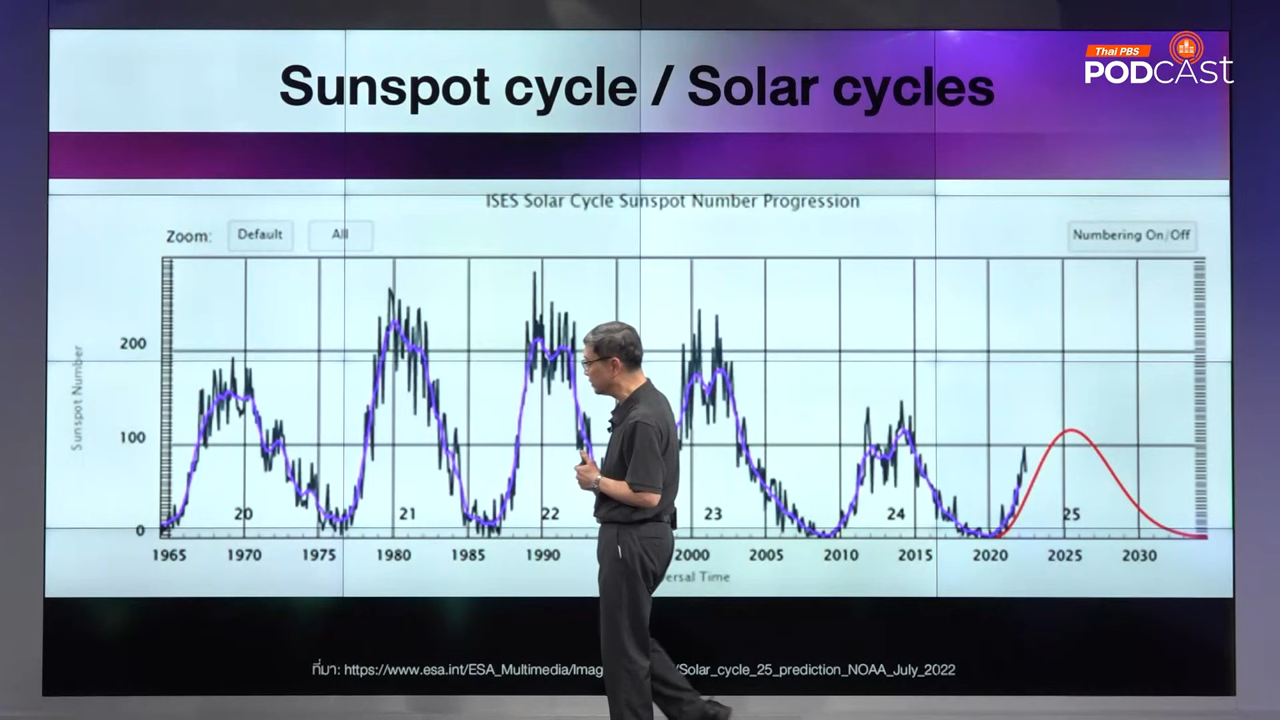 Thai PBS
PODCAST
Sunspot cycle / Solar cycles
ISES Solar Cycle Sunspot Number Progression
Zoom: Default All Numbering On/Off
Sunspot Number
200
100
0
20 21 22 23 24 25
1965 1970 1975 1980 1985 1990 2000 2005 2010 2015 2020 2025 2030
Time
ที่มา: https://www.esa.int/ESA_Multimedia/ /Solar_cycle_25_prediction_NOAA_July_2022